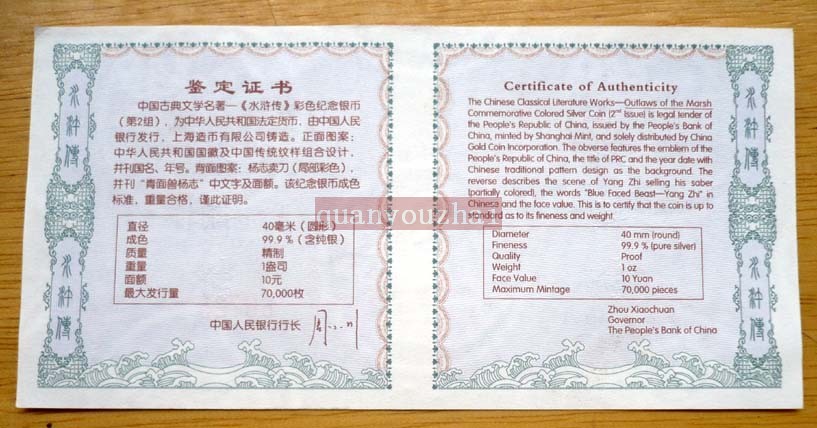 水滸傳
水滸傳
鉴定证书
中国古典文学名著—《水浒传》彩色纪念银币
（第2组），为中华人民共和国法定货币，由中国人民
银行发行，上海造币有限公司铸造。正面图案：
中华人民共和国国徽及中国传统纹样组合设计，
并刊国名、年号。背面图案：杨志卖刀（局部彩色），
并刊“青面兽杨志”中文字及面额。该纪念银币成色
标准，重量合格，谨此证明。
直径 40毫米（圆形）
成色 99.9％（含纯银）
质量 精制
重量 1盎司
面额 10元
最大发行量 70,000枚
中国人民银行行长 周小川
Certificate of Authenticity
The Chinese Classical Literature Works—Outlaws of the Marsh
Commemorative Colored Silver Coin (2nd Issue) is legal tender of
the People's Republic of China, issued by the People's Bank of
China, minted by Shanghai Mint, and solely distributed by China
Gold Coin Incorporation. The obverse features the emblem of the
People's Republic of China, the title of PRC and the year date with
Chinese traditional pattern design as the background. The
reverse describes the scene of Yang Zhi selling his saber
(partially colored), the words "Blue Faced Beast—Yang Zhi" in
Chinese and the face value. This is to certify that the coin is up to
standard as to its fineness and weight.
Diameter 40 mm (round)
Fineness 99.9 % (pure silver)
Quality Proof
Weight 1 oz
Face Value 10 Yuan
Maximum Mintage 70,000 pieces
Zhou Xiaochuan
Governor
The People's Bank of China
水滸傳
水滸傳
quanyouzhai